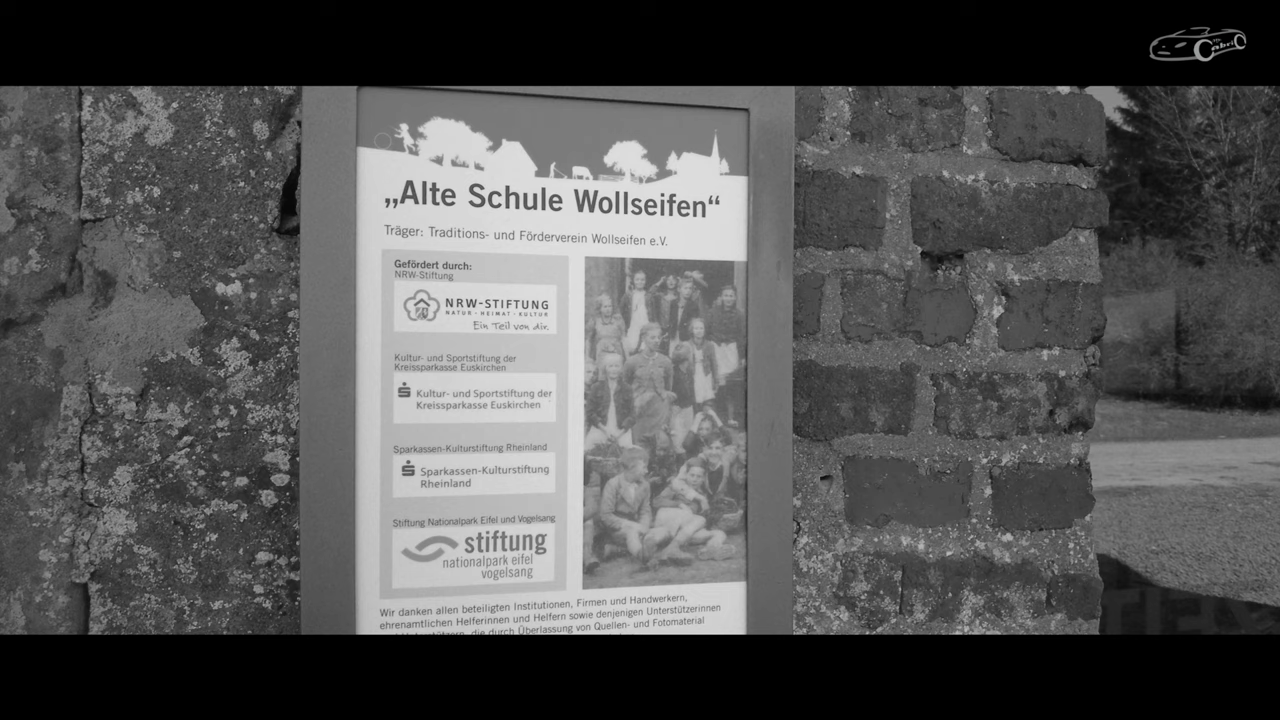 Cabrio
„Alte Schule Wollseifen“
Träger: Traditions- und Förderverein Wollseifen e.V.
Gefördert durch:
NRW-Stiftung
NRW-STIFTUNG
NATUR · HEIMAT · KULTUR
Ein Teil von dir.
Kultur- und Sportstiftung der
Kreissparkasse Euskirchen
Kultur- und Sportstiftung der
Kreissparkasse Euskirchen
Sparkassen-Kulturstiftung Rheinland
Sparkassen-Kulturstiftung
Rheinland
Stiftung Nationalpark Eifel und Vogelsang
stiftung
nationalpark eifel
vogelsang
Wir danken allen beteiligten Institutionen, Firmen und Handwerkern,
ehrenamtlichen Helferinnen und Helfern sowie denjenigen Unterstützerinnen
die durch Überlassung von Quellen- und Fotomaterial